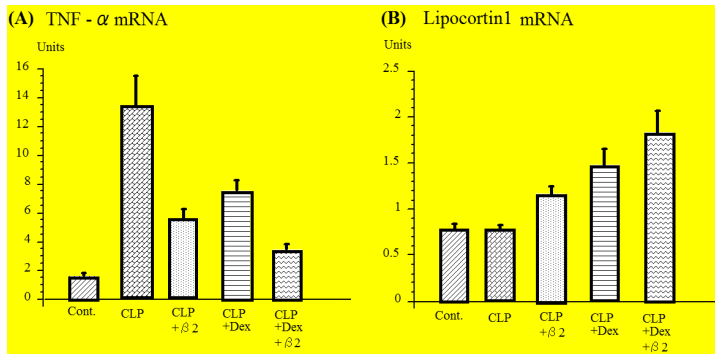 (A) TNF - α mRNA
Units
16
14
12
10
8
6
4
2
0
Cont.
CLP
CLP
+β2
CLP
+Dex
CLP
+Dex
+β2
(B) Lipocortin1 mRNA
Units
2.5
2
1.5
1
0.5
0
Cont.
CLP
CLP
+β2
CLP
+Dex
CLP
+Dex
+β2